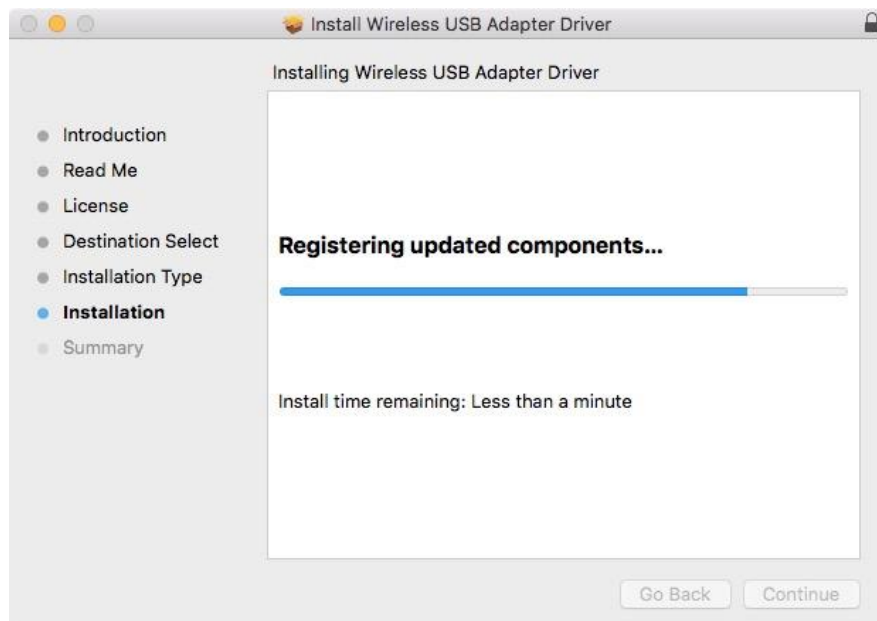 Install Wireless USB Adapter Driver
Installing Wireless USB Adapter Driver
Introduction
Read Me
License
Destination Select
Installation Type
Installation
Summary
Registering updated components...
Install time remaining: Less than a minute
Go Back
Continue